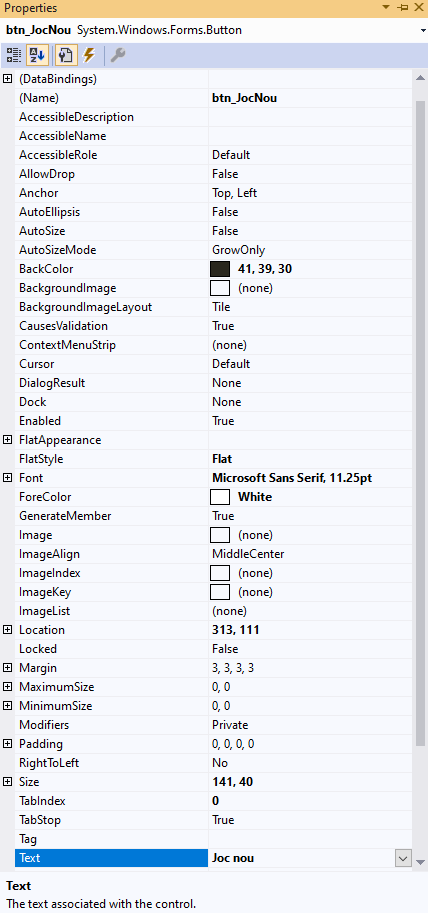 Properties
btn_JocNou System.Windows.Forms.Button
(DataBindings)
(Name) btn_JocNou
AccessibleDescription
AccessibleName
AccessibleRole Default
AllowDrop False
Anchor Top, Left
AutoEllipsis False
AutoSize False
AutoSizeMode GrowOnly
BackColor 41, 39, 30
BackgroundImage (none)
BackgroundImageLayout Tile
CausesValidation True
ContextMenuStrip (none)
Cursor Default
DialogResult None
Dock None
Enabled True
FlatAppearance
FlatStyle Flat
Font Microsoft Sans Serif, 11.25pt
ForeColor White
GenerateMember True
Image (none)
ImageAlign MiddleCenter
ImageIndex (none)
ImageKey (none)
ImageList (none)
Location 313, 111
Locked False
Margin 3, 3, 3, 3
MaximumSize 0, 0
MinimumSize 0, 0
Modifiers Private
Padding 0, 0, 0, 0
RightToLeft No
Size 141, 40
TabIndex 0
TabStop True
Tag
Text Joc nou
Text
The text associated with the control.